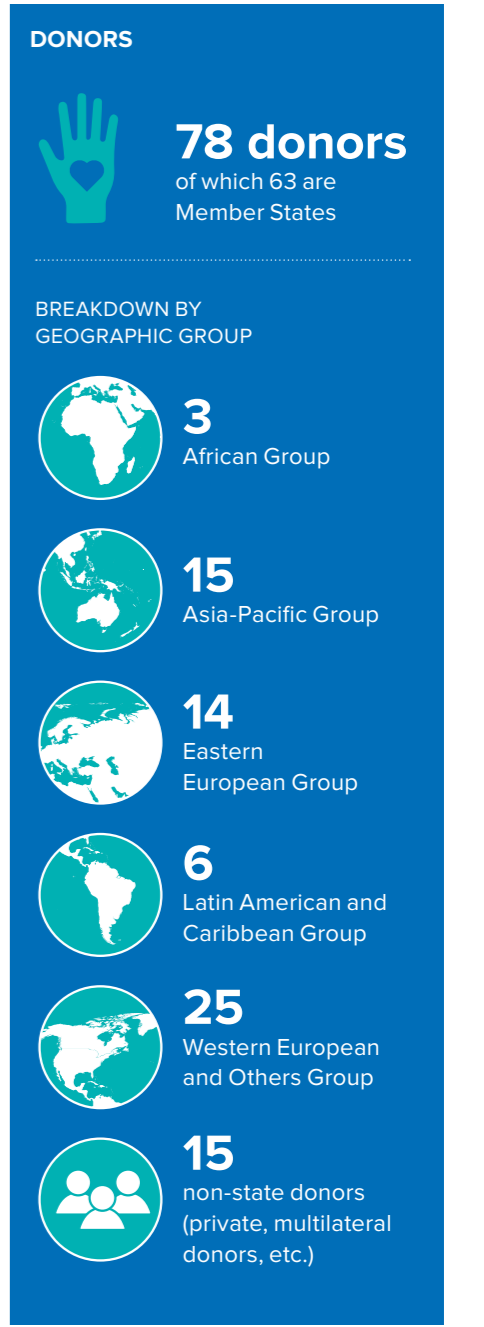 DONORS
78 donors
of which 63 are
Member States
BREAKDOWN BY
GEOGRAPHIC GROUP
3
African Group
15
Asia-Pacific Group
14
Eastern
European Group
6
Latin American and
Caribbean Group
25
Western European
and Others Group
15
non-state donors
(private, multilateral
donors, etc.)